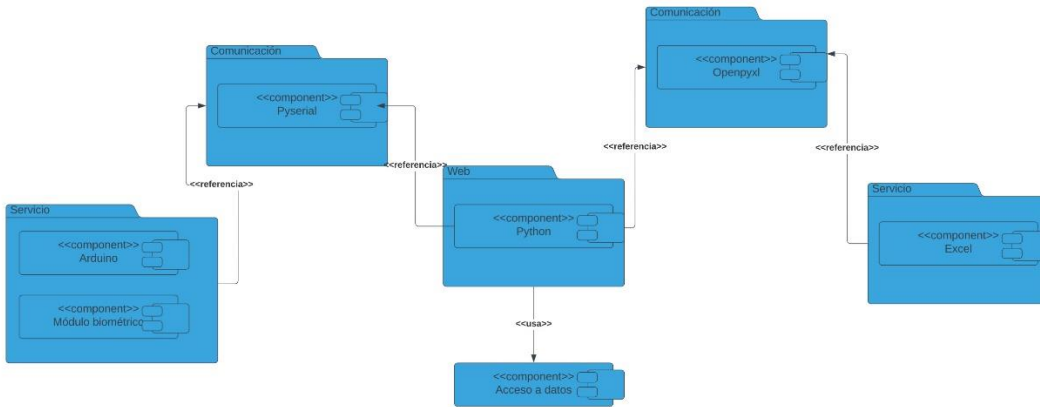 Comunicación
<<component>>
Openpyxl
Comunicación
<<component>>
Pyserial
<<referencia>>
<<referencia>>
<<referencia>>
<<referencia>>
Web
<<component>>
Python
Servicio
<<component>>
Arduino
<<component>>
Módulo biométrico
Servicio
<<component>>
Excel
<<usa>>
<<component>>
Acceso a datos